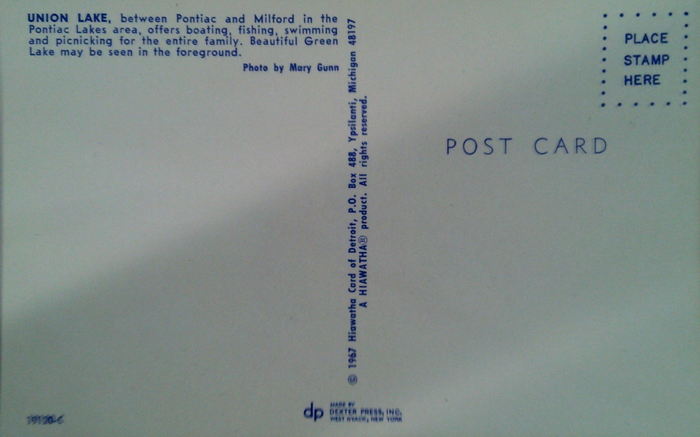 UNION LAKE, between Pontiac and Milford in the
Pontiac Lakes area, offers boating, fishing, swimming
and picnicking for the entire family. Beautiful Green
Lake may be seen in the foreground.
Photo by Mary Gunn
© 1967 Hiawatha Card of Detroit, P.O. Box 488, Ypsilanti, Michigan 48197
A HIAWATHA® product. All rights reserved.
PLACE
STAMP
HERE
POST CARD
dp
MADE BY
DEXTER PRESS, INC.
WEST NYACK, NEW YORK